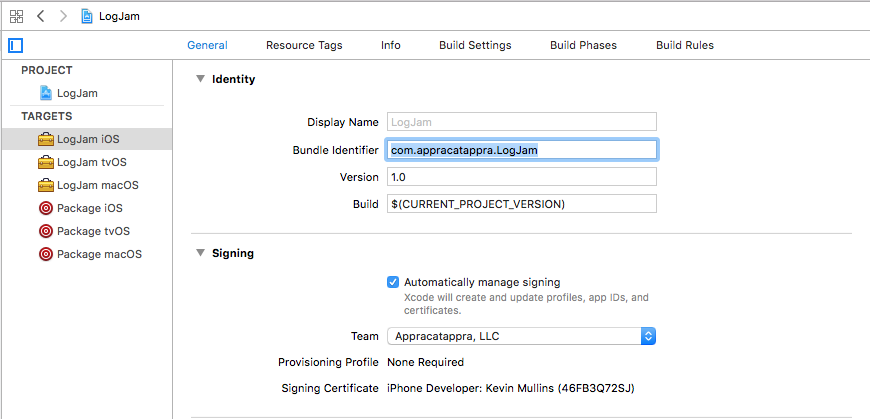 LogJam
General Resource Tags Info Build Settings Build Phases Build Rules
PROJECT
LogJam
TARGETS
LogJam iOS
LogJam tvOS
LogJam macOS
Package iOS
Package tvOS
Package macOS
Identity
Display Name LogJam
Bundle Identifier com.appracatappra.LogJam
Version 1.0
Build $(CURRENT_PROJECT_VERSION)
Signing
Automatically manage signing
Xcode will create and update profiles, app IDs, and
certificates.
Team Appracatappra, LLC
Provisioning Profile None Required
Signing Certificate iPhone Developer: Kevin Mullins (46FB3Q72SJ)